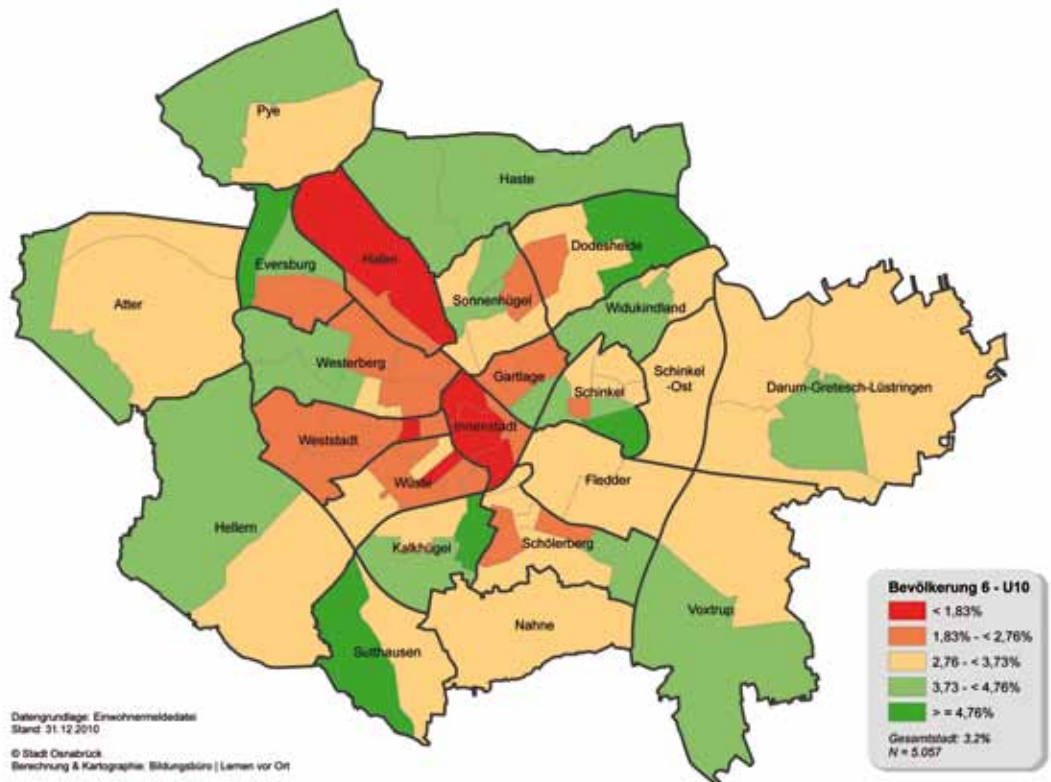 Pye
Haste
Hafen
Dodesheide
Eversburg
Sonnenhügel
Atter
Widukindland
Westerberg
Gartlage
Schinkel
Schinkel
-Ost
Darum-Gretesch-Lüstringen
Innenstadt
Weststadt
Wüste
Fledder
Hellern
Kalkhügel
Schölerberg
Voxtrup
Nahne
Sutthausen
Bevölkerung 6 - U10
< 1,83%
1,83% - < 2,76%
2,76 - < 3,73%
3,73 - < 4,76%
> = 4,76%
Gesamtstadt: 3,2%
N = 5.057
Datengrundlage: Einwohnermeldedatei
Stand: 31.12.2010
© Stadt Osnabrück
Berechnung & Kartographie: Bildungsbüro | Lernen vor Ort